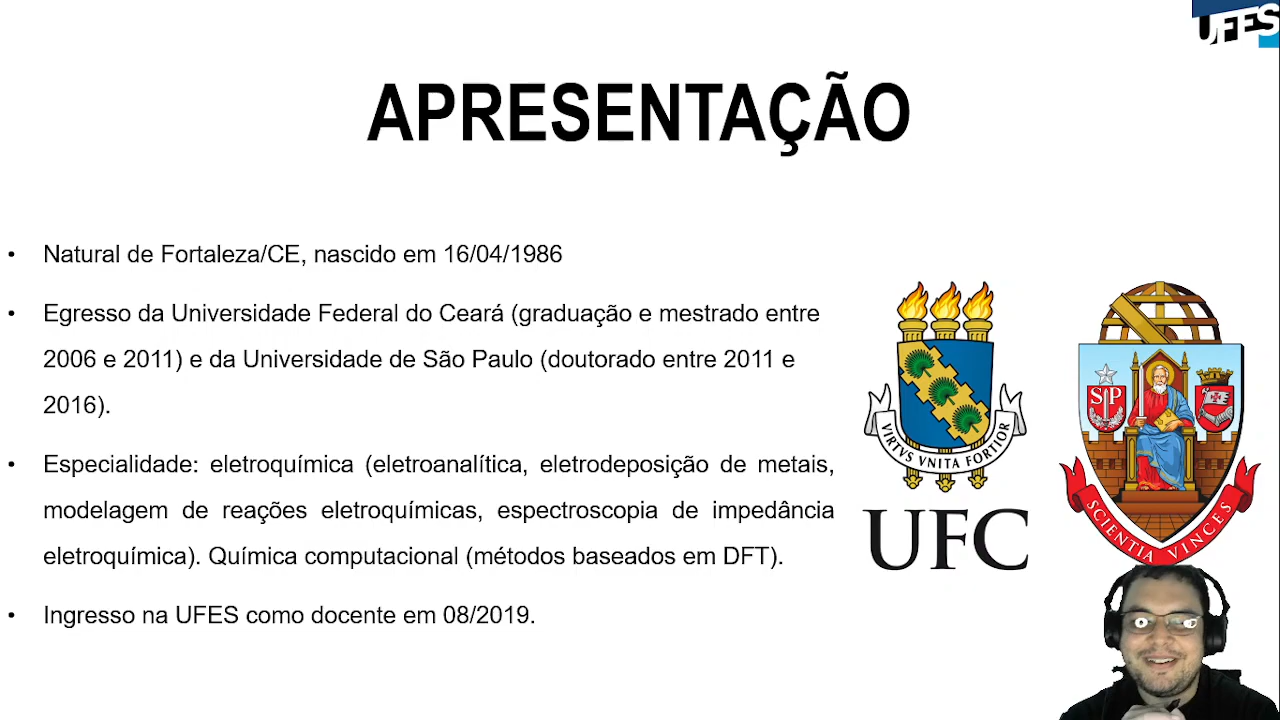 UFES
APRESENTAÇÃO
• Natural de Fortaleza/CE, nascido em 16/04/1986
• Egresso da Universidade Federal do Ceará (graduação e mestrado entre
2006 e 2011) e da Universidade de São Paulo (doutorado entre 2011 e
2016).
• Especialidade: eletroquímica (eletroanalítica, eletrodeposição de metais,
modelagem de reações eletroquímicas, espectroscopia de impedância
eletroquímica). Química computacional (métodos baseados em DFT).
• Ingresso na UFES como docente em 08/2019.
VIRTVS VNITA FORTIOR
UFC
SP
SCIENTIA VINCES